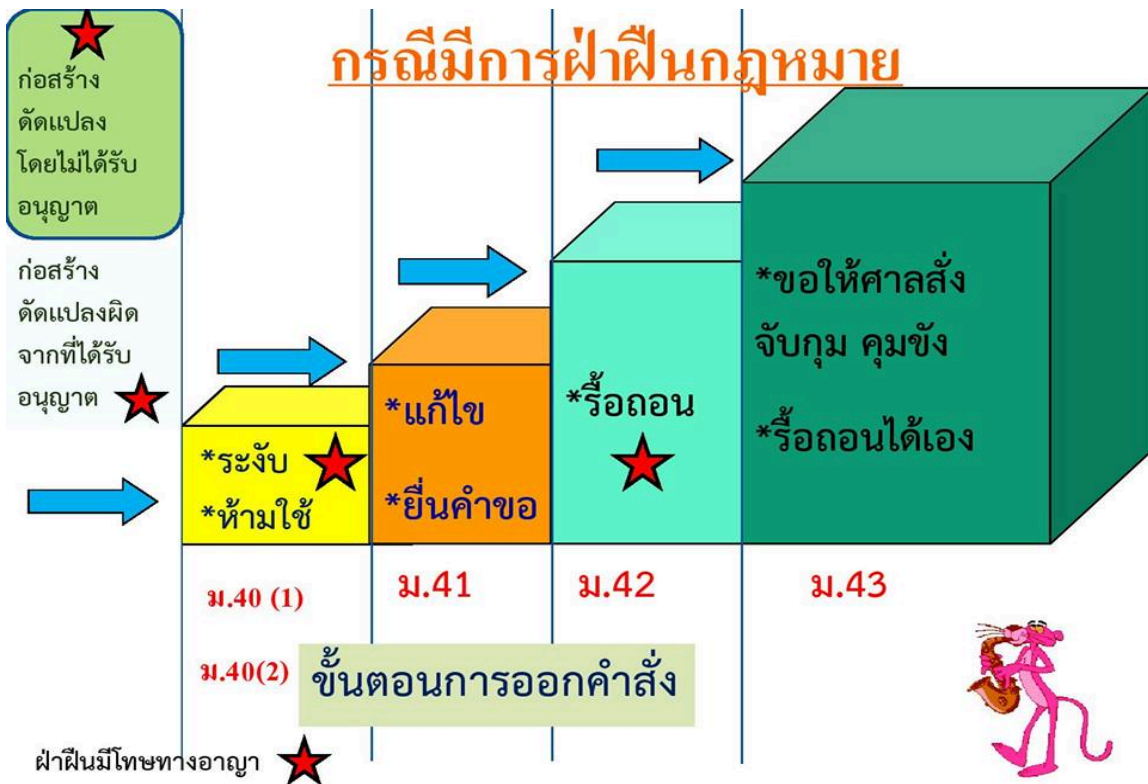 กรณีมีการฝ่าฝืนกฎหมาย
ก่อสร้าง
ดัดแปลง
โดยไม่ได้รับ
อนุญาต
ก่อสร้าง
ดัดแปลงผิด
จากที่ได้รับ
อนุญาต
*ระงับ
*ห้ามใช้
*แก้ไข
*ยื่นคำขอ
*รื้อถอน
*ขอให้ศาลสั่ง
จับกุม คุมขัง
*รื้อถอนได้เอง
ม.40 (1)
ม.40(2)
ม.41
ม.42
ม.43
ขั้นตอนการออกคำสั่ง
ฝ่าฝืนมีโทษทางอาญา